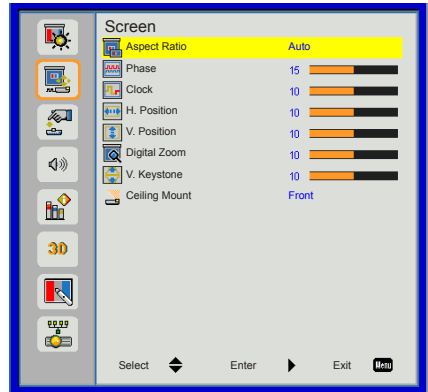 Screen
Aspect Ratio Auto
Phase 15
Clock 10
H. Position 10
V. Position 10
Digital Zoom 10
V. Keystone 10
Ceiling Mount Front
3D
Select Enter Exit Menu